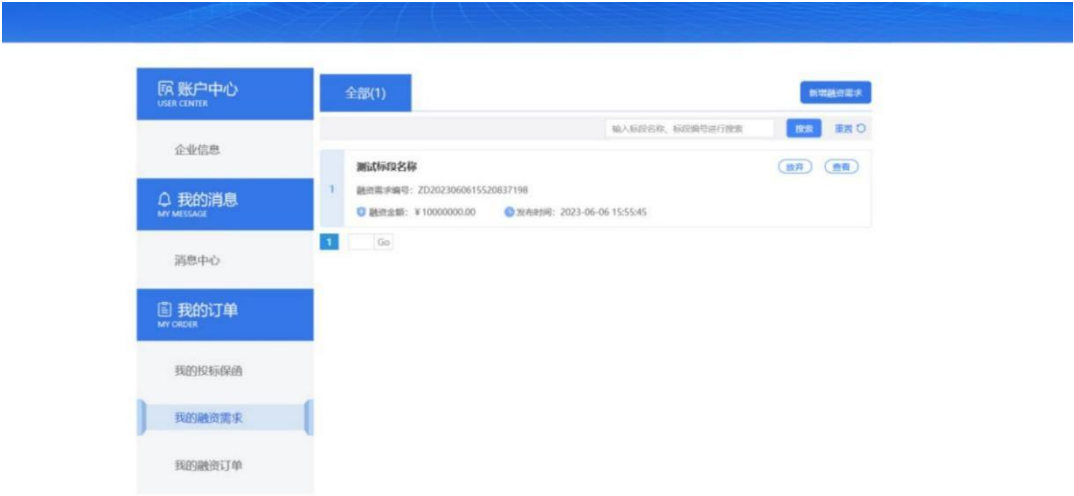 账户中心
USER CENTER
企业信息
我的消息
MY MESSAGE
消息中心
我的订单
MY ORDER
我的投标保函
我的融资需求
我的融资订单
全部(1)
新增融资需求
输入标段名称、标段编号进行搜索
搜索
重置
1
测试标段名称
放弃
查看
融资需求编号：ZD2023060615520837198
融资金额：￥10000000.00
发布时间：2023-06-06 15:55:45
1
Go